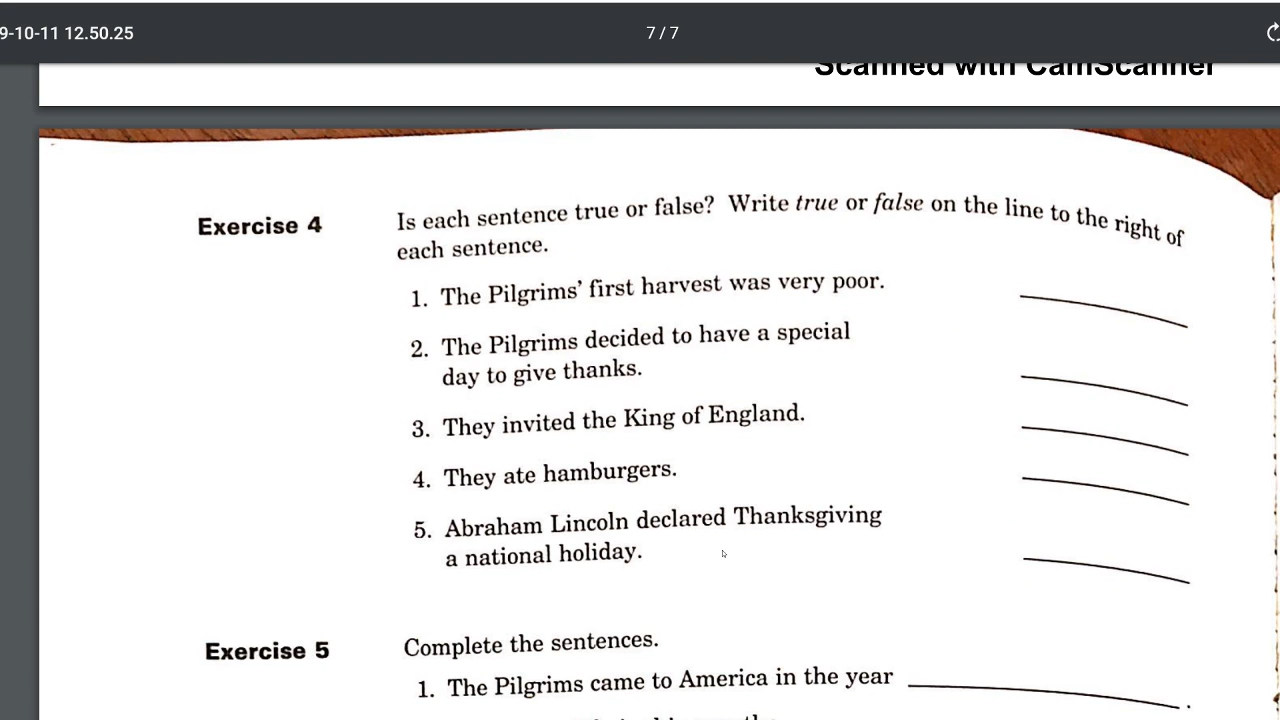 9-10-11 12.50.25
7 / 7
Scanned with CamScanner
Exercise 4
Is each sentence true or false? Write true or false on the line to the right of
each sentence.
1. The Pilgrims' first harvest was very poor.
2. The Pilgrims decided to have a special
day to give thanks.
3. They invited the King of England.
4. They ate hamburgers.
5. Abraham Lincoln declared Thanksgiving
a national holiday.
Exercise 5
Complete the sentences.
1. The Pilgrims came to America in the year .